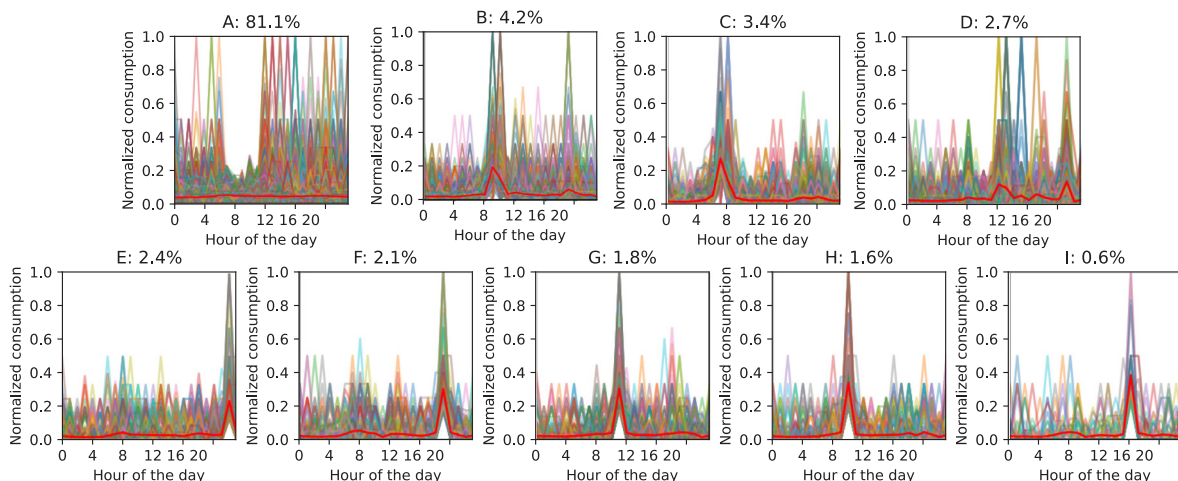 A: 81.1%
B: 4.2%
C: 3.4%
D: 2.7%
Normalized consumption
1.0
0.8
0.6
0.4
0.2
0.0
0 4 8 12 16 20
Hour of the day
Normalized consumption
1.0
0.8
0.6
0.4
0.2
0.0
0 4 8 12 16 20
Hour of the day
Normalized consumption
1.0
0.8
0.6
0.4
0.2
0.0
0 4 8 12 16 20
Hour of the day
Normalized consumption
1.0
0.8
0.6
0.4
0.2
0.0
0 4 8 12 16 20
Hour of the day
E: 2.4%
F: 2.1%
G: 1.8%
H: 1.6%
I: 0.6%
Normalized consumption
1.0
0.8
0.6
0.4
0.2
0.0
0 4 8 12 16 20
Hour of the day
Normalized consumption
1.0
0.8
0.6
0.4
0.2
0.0
0 4 8 12 16 20
Hour of the day
Normalized consumption
1.0
0.8
0.6
0.4
0.2
0.0
0 4 8 12 16 20
Hour of the day
Normalized consumption
1.0
0.8
0.6
0.4
0.2
0.0
0 4 8 12 16 20
Hour of the day
Normalized consumption
1.0
0.8
0.6
0.4
0.2
0.0
0 4 8 12 16 20
Hour of the day